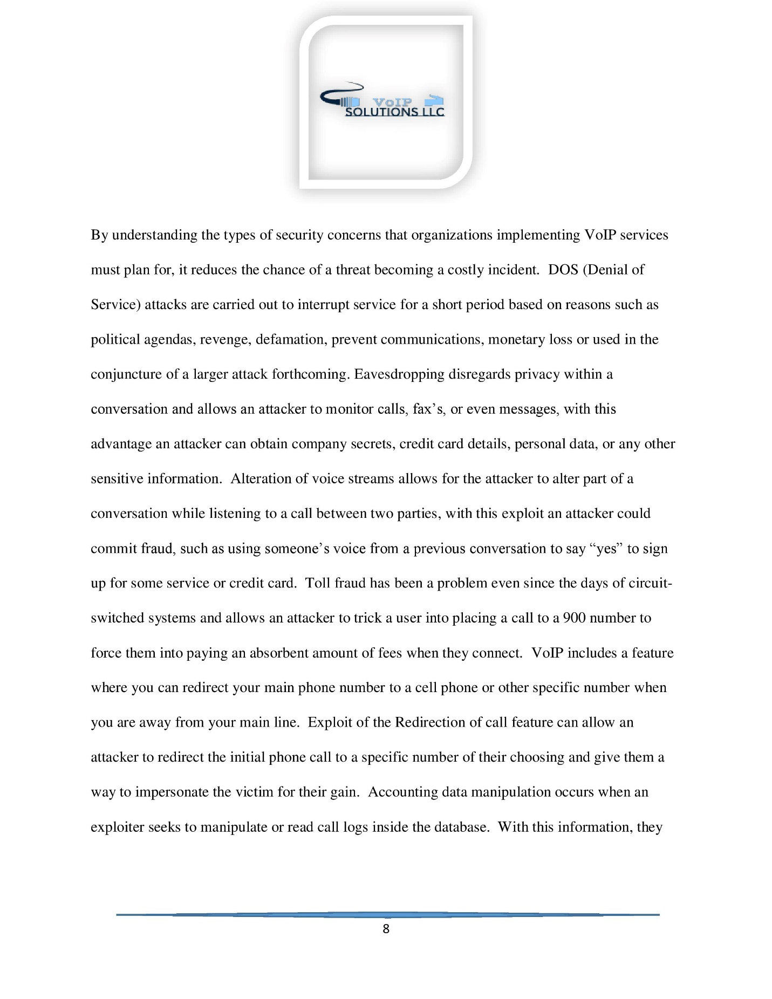 VoIP
SOLUTIONS LLC
By understanding the types of security concerns that organizations implementing VoIP services
must plan for, it reduces the chance of a threat becoming a costly incident.  DOS (Denial of
Service) attacks are carried out to interrupt service for a short period based on reasons such as
political agendas, revenge, defamation, prevent communications, monetary loss or used in the
conjuncture of a larger attack forthcoming. Eavesdropping disregards privacy within a
conversation and allows an attacker to monitor calls, fax’s, or even messages, with this
advantage an attacker can obtain company secrets, credit card details, personal data, or any other
sensitive information.  Alteration of voice streams allows for the attacker to alter part of a
conversation while listening to a call between two parties, with this exploit an attacker could
commit fraud, such as using someone’s voice from a previous conversation to say “yes” to sign
up for some service or credit card.  Toll fraud has been a problem even since the days of circuit-
switched systems and allows an attacker to trick a user into placing a call to a 900 number to
force them into paying an absorbent amount of fees when they connect.  VoIP includes a feature
where you can redirect your main phone number to a cell phone or other specific number when
you are away from your main line.  Exploit of the Redirection of call feature can allow an
attacker to redirect the initial phone call to a specific number of their choosing and give them a
way to impersonate the victim for their gain.  Accounting data manipulation occurs when an
exploiter seeks to manipulate or read call logs inside the database.  With this information, they
8